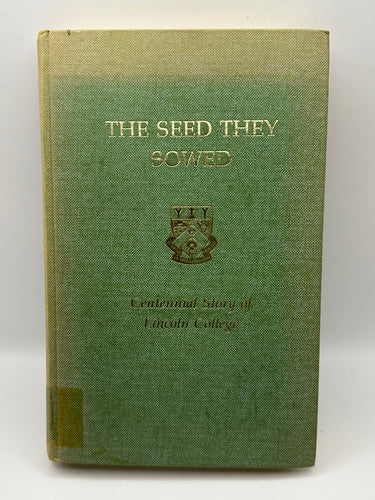 THE SEED THEY
SOWED
Centennial Story of
Lincoln College